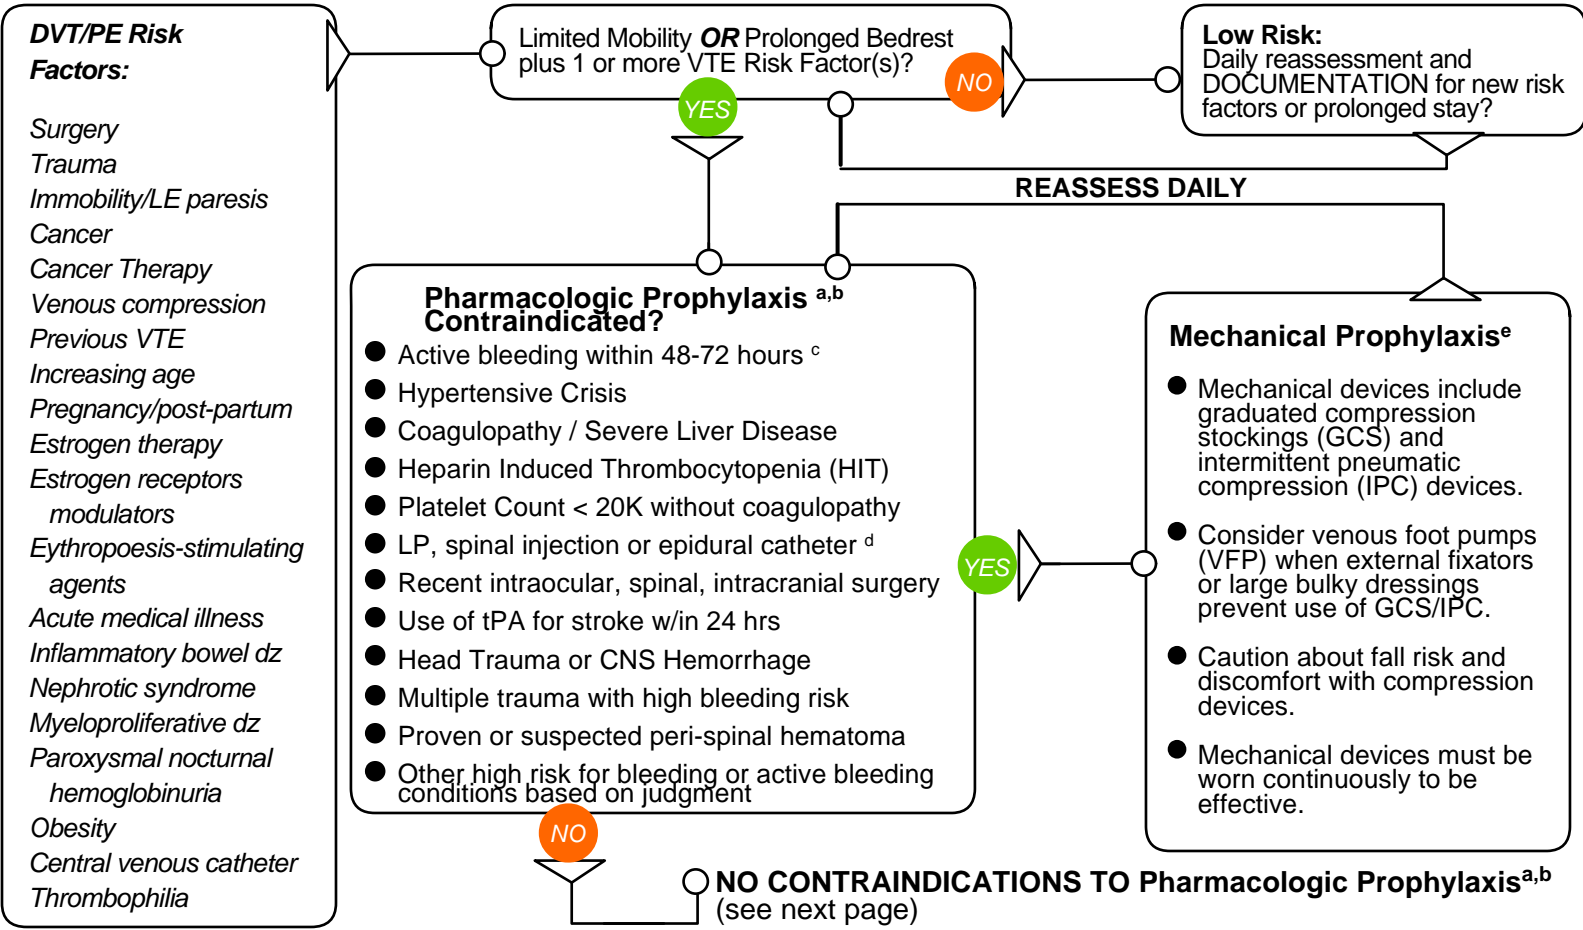 DVT/PE Risk
Factors:
Surgery
Trauma
Immobility/LE paresis
Cancer
Cancer Therapy
Venous compression
Previous VTE
Increasing age
Pregnancy/post-partum
Estrogen therapy
Estrogen receptors
modulators
Eythropoesis-stimulating
agents
Acute medical illness
Inflammatory bowel dz
Nephrotic syndrome
Myeloproliferative dz
Paroxysmal nocturnal
hemoglobinuria
Obesity
Central venous catheter
Thrombophilia
Limited Mobility OR Prolonged Bedrest
plus 1 or more VTE Risk Factor(s)?
YES
NO
Low Risk:
Daily reassessment and
DOCUMENTATION for new risk
factors or prolonged stay?
REASSESS DAILY
Pharmacologic Prophylaxis a,b
Contraindicated?
● Active bleeding within 48-72 hours c
● Hypertensive Crisis
● Coagulopathy / Severe Liver Disease
● Heparin Induced Thrombocytopenia (HIT)
● Platelet Count < 20K without coagulopathy
● LP, spinal injection or epidural catheter d
● Recent intraocular, spinal, intracranial surgery
● Use of tPA for stroke w/in 24 hrs
● Head Trauma or CNS Hemorrhage
● Multiple trauma with high bleeding risk
● Proven or suspected peri-spinal hematoma
● Other high risk for bleeding or active bleeding
conditions based on judgment
YES
NO
Mechanical Prophylaxis e
● Mechanical devices include
graduated compression
stockings (GCS) and
intermittent pneumatic
compression (IPC) devices.
● Consider venous foot pumps
(VFP) when external fixators
or large bulky dressings
prevent use of GCS/IPC.
● Caution about fall risk and
discomfort with compression
devices.
● Mechanical devices must be
worn continuously to be
effective.
NO CONTRAINDICATIONS TO Pharmacologic Prophylaxis a,b
(see next page)